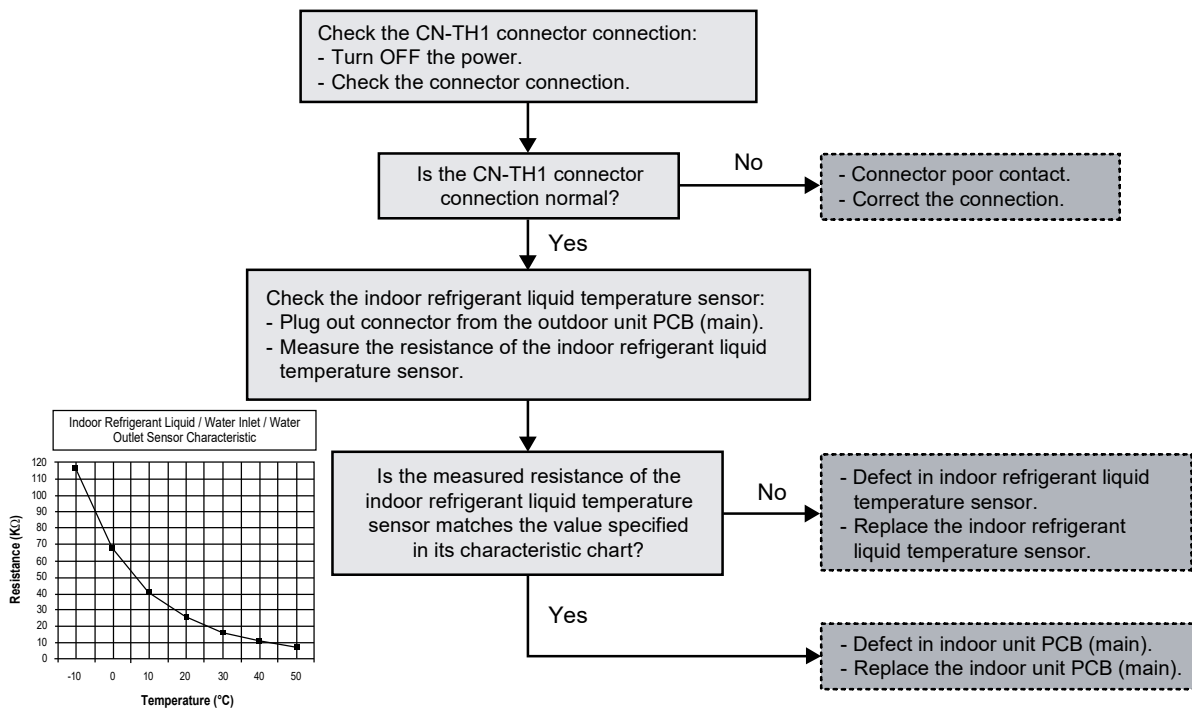 Check the CN-TH1 connector connection:
- Turn OFF the power.
- Check the connector connection.
Is the CN-TH1 connector
connection normal?
No
- Connector poor contact.
- Correct the connection.
Yes
Check the indoor refrigerant liquid temperature sensor:
- Plug out connector from the outdoor unit PCB (main).
- Measure the resistance of the indoor refrigerant liquid
temperature sensor.
Indoor Refrigerant Liquid / Water Inlet / Water
Outlet Sensor Characteristic
Resistance (KΩ)
120
110
100
90
80
70
60
50
40
30
20
10
0
-10 0 10 20 30 40 50
Temperature (°C)
Is the measured resistance of the
indoor refrigerant liquid temperature
sensor matches the value specified
in its characteristic chart?
No
- Defect in indoor refrigerant liquid
temperature sensor.
- Replace the indoor refrigerant
liquid temperature sensor.
Yes
- Defect in indoor unit PCB (main).
- Replace the indoor unit PCB (main).